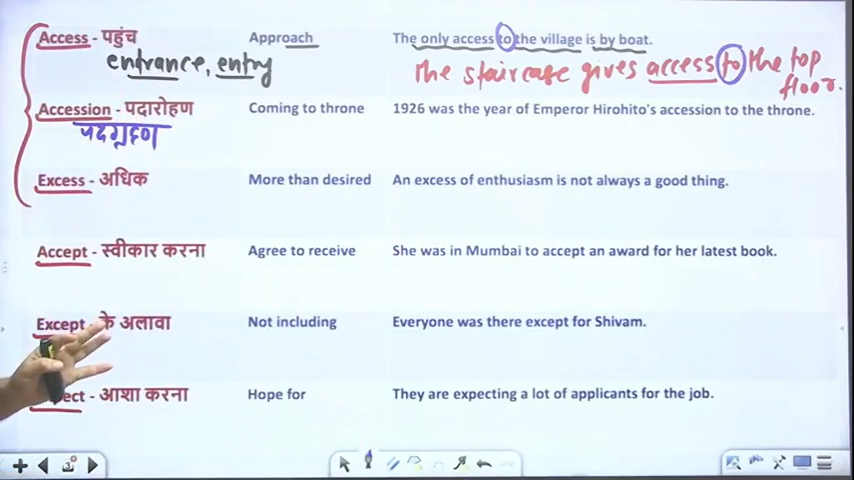 Access - पहुंच Approach The only access to the village is by boat.
entrance, entry The staircase gives access to the top floor.
Accession - पदारोहण Coming to throne 1926 was the year of Emperor Hirohito's accession to the throne.
पदग्रहण
Excess - अधिक More than desired An excess of enthusiasm is not always a good thing.
Accept - स्वीकार करना Agree to receive She was in Mumbai to accept an award for her latest book.
Except - के अलावा Not including Everyone was there except for Shivam.
- आशा करना Hope for They are expecting a lot of applicants for the job.
3